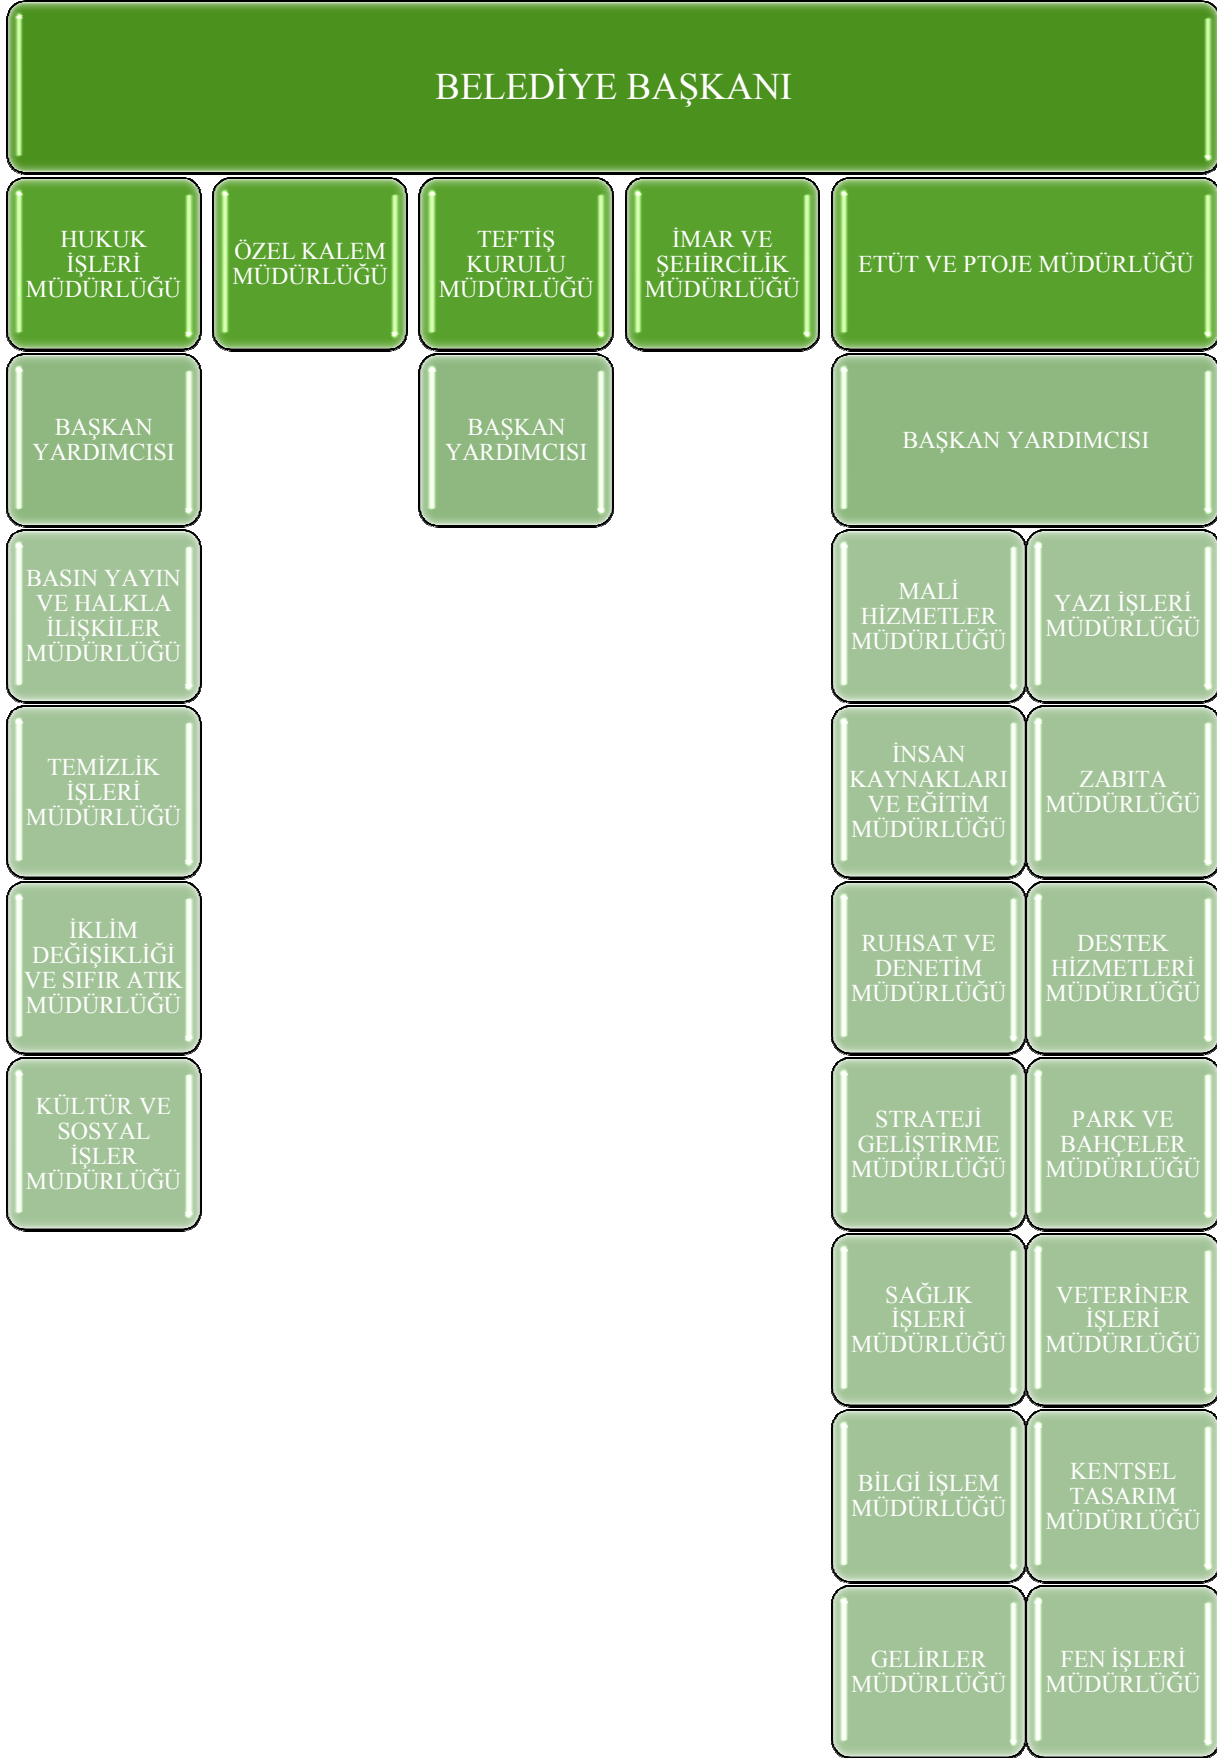 BELEDİYE BAŞKANI
HUKUK
İŞLERİ
MÜDÜRLÜĞÜ
ÖZEL KALEM
MÜDÜRLÜĞÜ
TEFTİŞ
KURULU
MÜDÜRLÜĞÜ
İMAR VE
ŞEHİRCİLİK
MÜDÜRLÜĞÜ
ETÜT VE PTOJE MÜDÜRLÜĞÜ
BAŞKAN
YARDIMCISI
BAŞKAN
YARDIMCISI
BAŞKAN YARDIMCISI
BASIN YAYIN
VE HALKLA
İLİŞKİLER
MÜDÜRLÜĞÜ
MALİ
HİZMETLER
MÜDÜRLÜĞÜ
YAZI İŞLERİ
MÜDÜRLÜĞÜ
TEMİZLİK
İŞLERİ
MÜDÜRLÜĞÜ
İNSAN
KAYNAKLARI
VE EĞİTİM
MÜDÜRLÜĞÜ
ZABITA
MÜDÜRLÜĞÜ
İKLİM
DEĞİŞİKLİĞİ
VE SIFIR ATIK
MÜDÜRLÜĞÜ
RUHSAT VE
DENETİM
MÜDÜRLÜĞÜ
DESTEK
HİZMETLERİ
MÜDÜRLÜĞÜ
KÜLTÜR VE
SOSYAL
İŞLER
MÜDÜRLÜĞÜ
STRATEJİ
GELİŞTİRME
MÜDÜRLÜĞÜ
PARK VE
BAHÇELER
MÜDÜRLÜĞÜ
SAĞLIK
İŞLERİ
MÜDÜRLÜĞÜ
VETERİNER
İŞLERİ
MÜDÜRLÜĞÜ
BİLGİ İŞLEM
MÜDÜRLÜĞÜ
KENTSEL
TASARIM
MÜDÜRLÜĞÜ
GELİRLER
MÜDÜRLÜĞÜ
FEN İŞLERİ
MÜDÜRLÜĞÜ